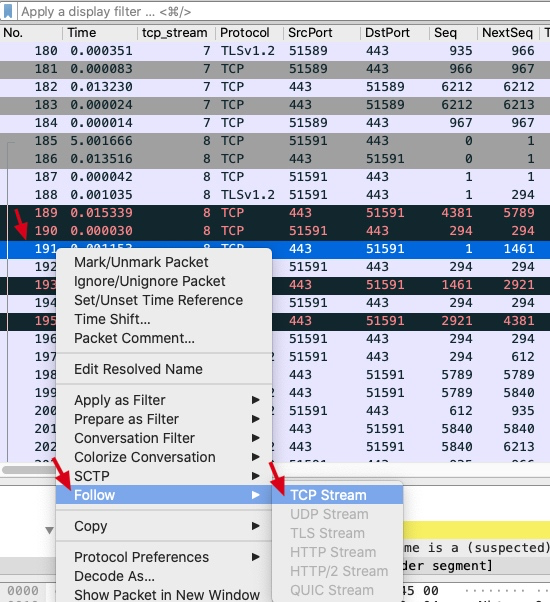 Apply a display filter ... <⌘/>
No. Time tcp_stream Protocol SrcPort DstPort Seq NextSeq T
180 0.000351 7 TLSv1.2 51589 443 935 966
181 0.000083 7 TCP 51589 443 966 967
182 0.013230 7 TCP 443 51589 6212 6212
183 0.000024 7 TCP 443 51589 6212 6213
184 0.000014 7 TCP 51589 443 967 967
185 5.001666 8 TCP 51591 443 0 1
186 0.013516 8 TCP 443 51591 0 1
187 0.000042 8 TCP 51591 443 1 1
188 0.001035 8 TLSv1.2 51591 443 1 294
189 0.015339 8 TCP 443 51591 4381 5789
190 0.000030 8 TCP 443 51591 294 294
191 0.001153 8 TCP 443 51591 1 1461
Mark/Unmark Packet
192 51591 443 294 294
Ignore/Unignore Packet
193 443 51591 1461 2921
Set/Unset Time Reference
194 51591 443 294 294
Time Shift...
195 443 51591 2921 4381
Packet Comment...
196 51591 443 294 294
197 2 51591 443 294 612
Edit Resolved Name
198 443 51591 5789 5789
199 2 443 51591 5789 5840
Apply as Filter
200 2 51591 443 612 935
Prepare as Filter
201 443 51591 5840 5840
Conversation Filter
202 2 443 51591 5840 6213
Colorize Conversation
SCTP
Follow
TCP Stream
UDP Stream
Copy
TLS Stream
me is a (suspected)
HTTP Stream
Protocol Preferences
der segment]
HTTP/2 Stream
Decode As...
0000 QUIC Stream 45 00
Show Packet in New Window